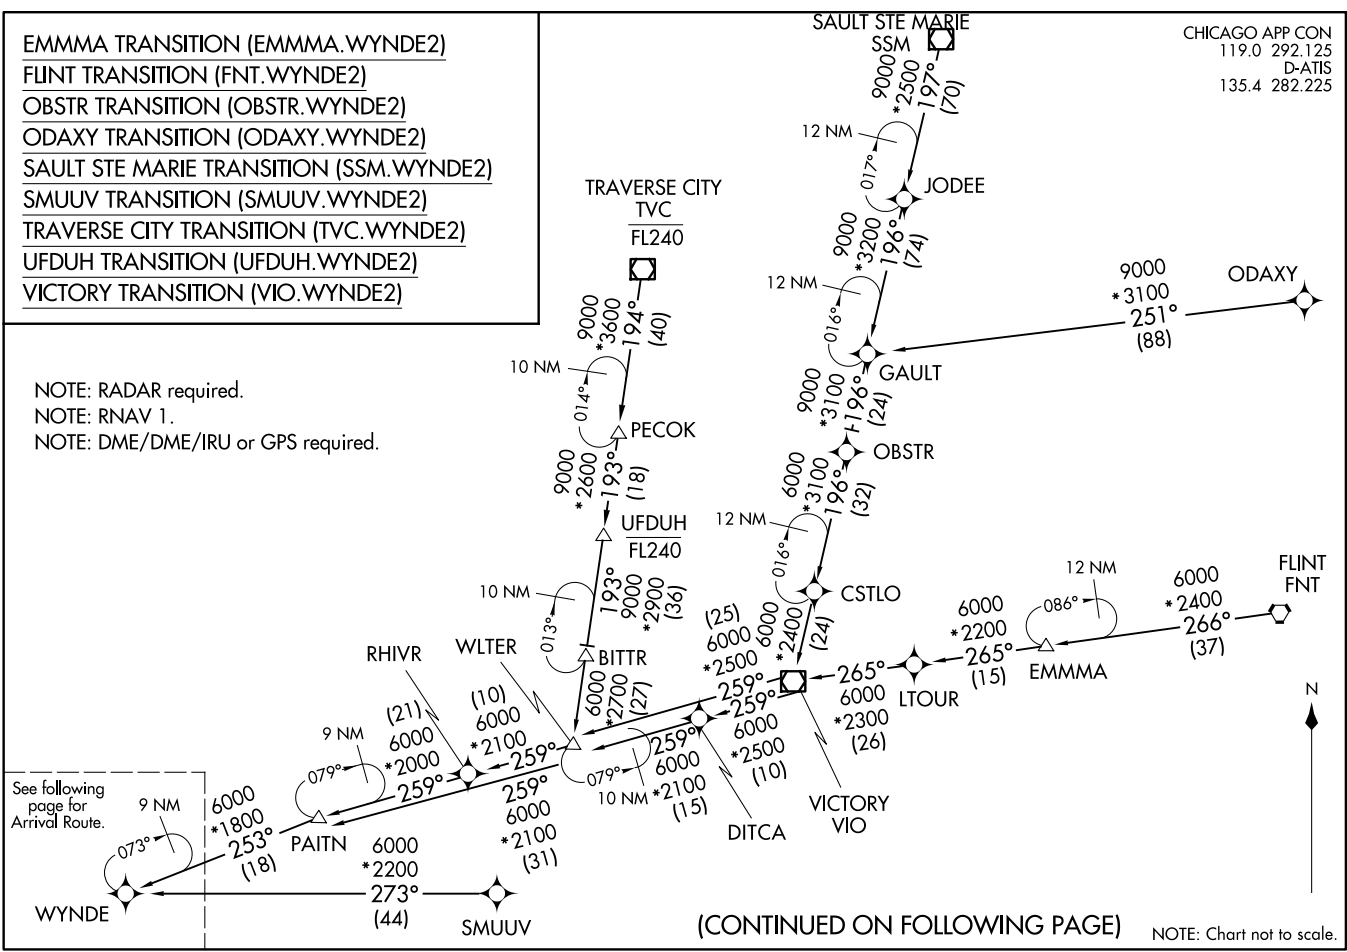 EMMMA TRANSITION (EMMMA.WYNDE2)
FLINT TRANSITION (FNT.WYNDE2)
OBSTR TRANSITION (OBSTR.WYNDE2)
ODAXY TRANSITION (ODAXY.WYNDE2)
SAULT STE MARIE TRANSITION (SSM.WYNDE2)
SMUUV TRANSITION (SMUUV.WYNDE2)
TRAVERSE CITY TRANSITION (TVC.WYNDE2)
UFDUH TRANSITION (UFDUH.WYNDE2)
VICTORY TRANSITION (VIO.WYNDE2)
SAULT STE MARIE
SSM
CHICAGO APP CON
119.0 292.125
D-ATIS
135.4 282.225
9000
*2500
197°
(70)
12 NM
017°
JODEE
9000
*3200
196°
(74)
12 NM
016°
GAULT
9000
*3100
251°
(88)
ODAXY
TRAVERSE CITY
TVC
FL240
9000
*3600
194°
(40)
10 NM
014°
PECOK
9000
*2600
193°
(18)
UFDUH
FL240
NOTE: RADAR required.
NOTE: RNAV 1.
NOTE: DME/DME/IRU or GPS required.
9000
*3100
196°
(24)
OBSTR
6000
*3100
196°
(32)
12 NM
016°
CSTLO
6000
*2400
(24)
193°
9000
*2900
(36)
10 NM
013°
BITTR
6000
*2700
(27)
FLINT
FNT
6000
*2400
266°
(37)
12 NM
086°
EMMMA
6000
*2200
265°
(15)
LTOUR
265°
6000
*2300
(26)
VICTORY
VIO
(25)
6000
*2500
259°
259°
6000
*2500
(10)
DITCA
259°
6000
*2100
(15)
WLTER
079°
10 NM
(10)
6000
*2100
259°
RHIVR
(21)
6000
*2000
259°
259°
6000
*2100
(31)
9 NM
079°
PAITN
6000
*1800
253°
(18)
See following
page for
Arrival Route.
9 NM
073°
WYNDE
6000
*2200
273°
(44)
SMUUV
N
(CONTINUED ON FOLLOWING PAGE)
NOTE: Chart not to scale.